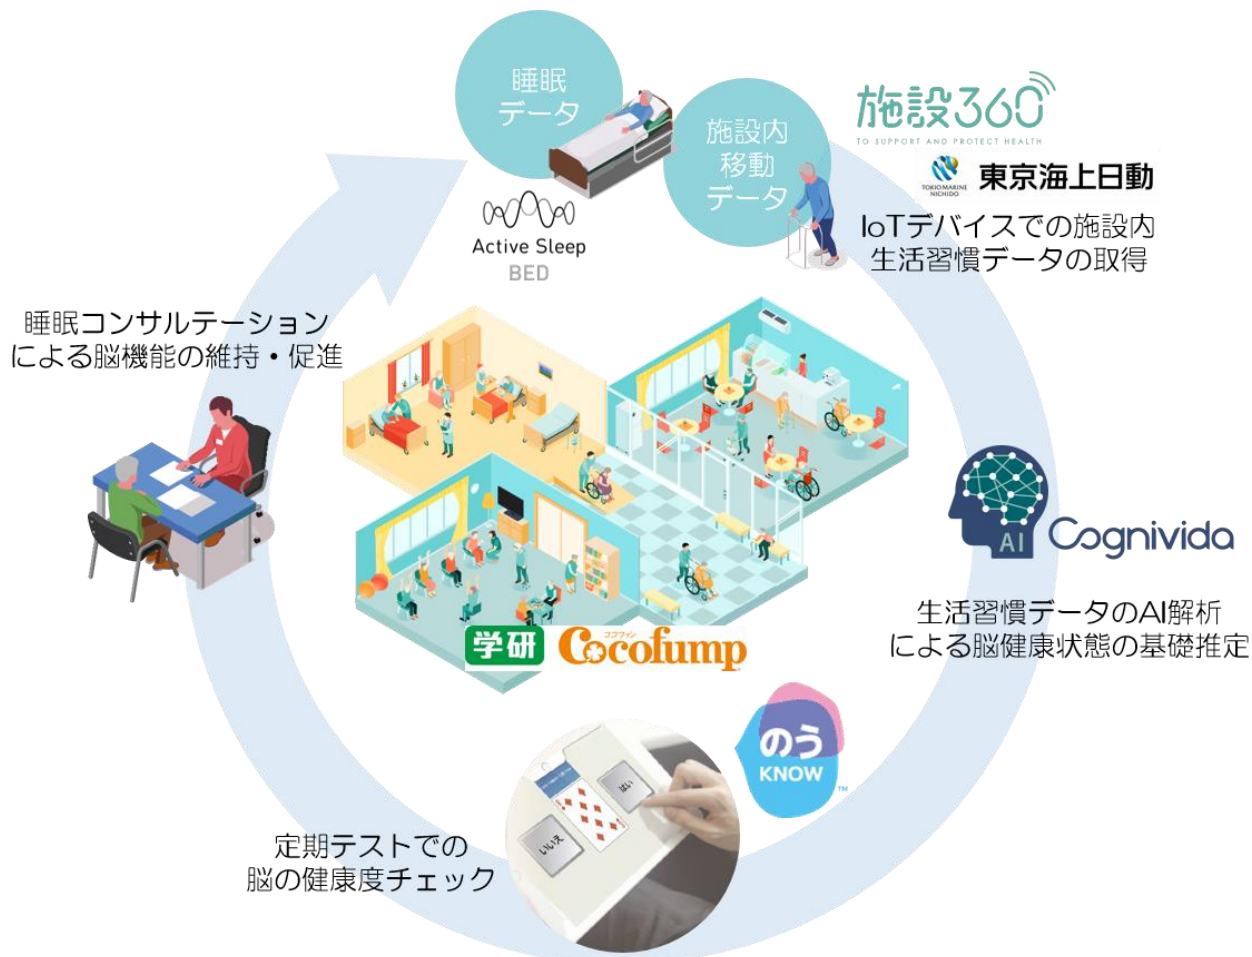 睡眠
データ
施設内
移動
データ
施設360
TO SUPPORT AND PROTECT HEALTH
TOKIO MARINE
NICHIDO
東京海上日動
IoTデバイスでの施設内
生活習慣データの取得
Active Sleep
BED
睡眠コンサルテーション
による脳機能の維持・促進
AI
Cognivida
生活習慣データのAI解析
による脳健康状態の基礎推定
学研
ココファン
Cocofump
のう
KNOW
TM
はい
いいえ
定期テストでの
脳の健康度チェック